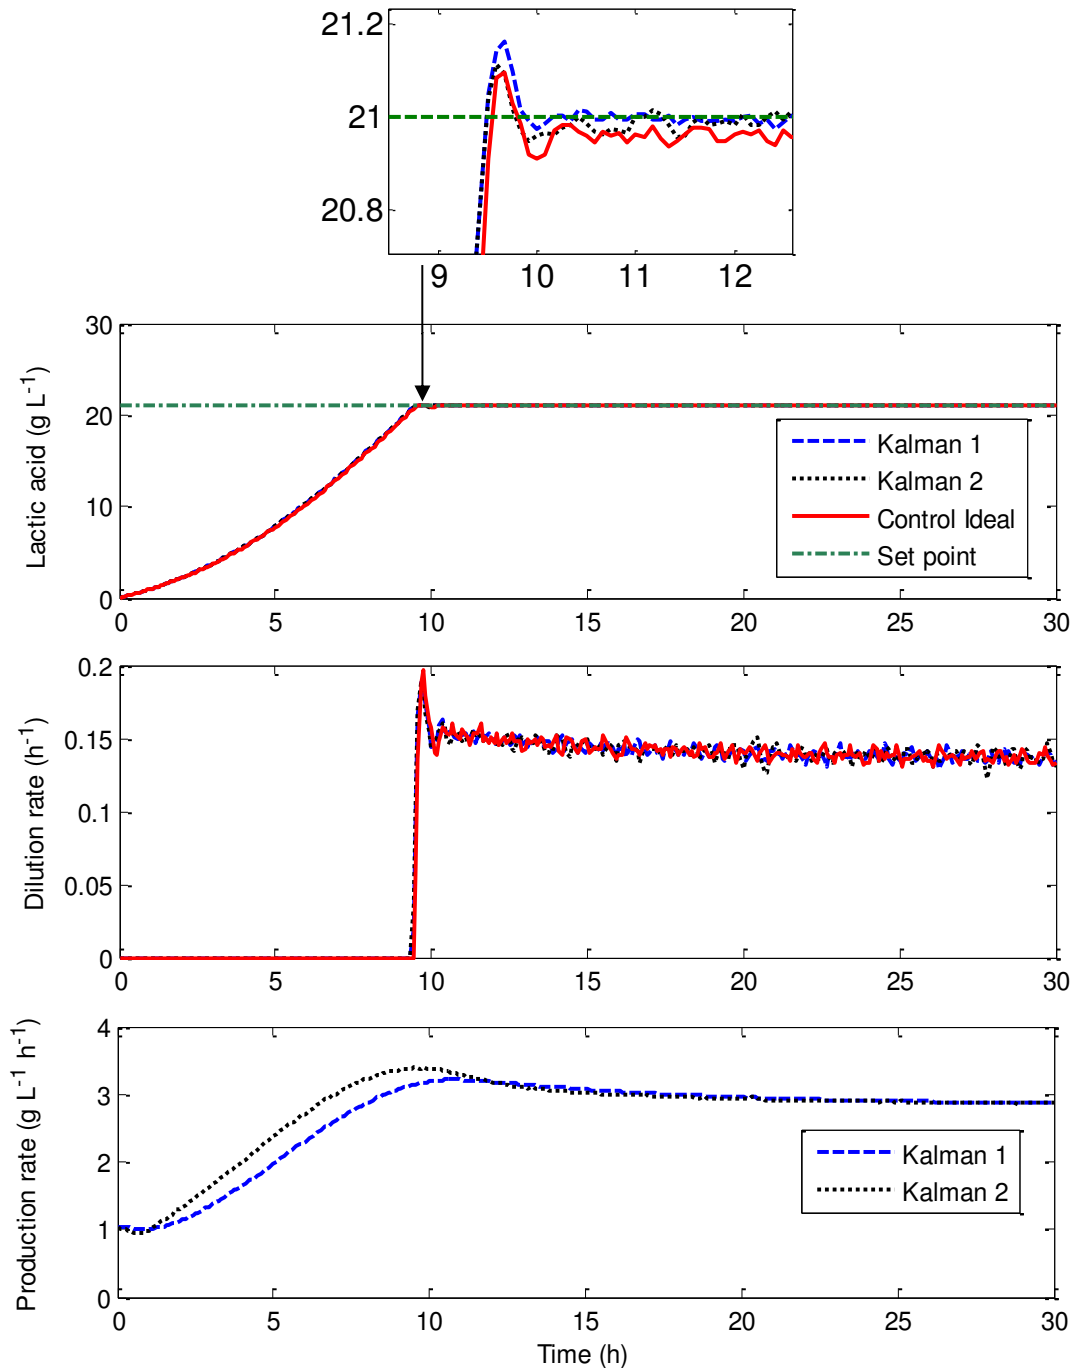 21.2
21
20.8
9 10 11 12
30
20
10
0
Lactic acid (g L-1)
Kalman 1
Kalman 2
Control Ideal
Set point
0 5 10 15 20 25 30
0.2
0.15
0.1
0.05
0
Dilution rate (h-1)
0 5 10 15 20 25 30
4
3
2
1
0
Production rate (g L-1 h-1)
Kalman 1
Kalman 2
0 5 10 15 20 25 30
Time (h)